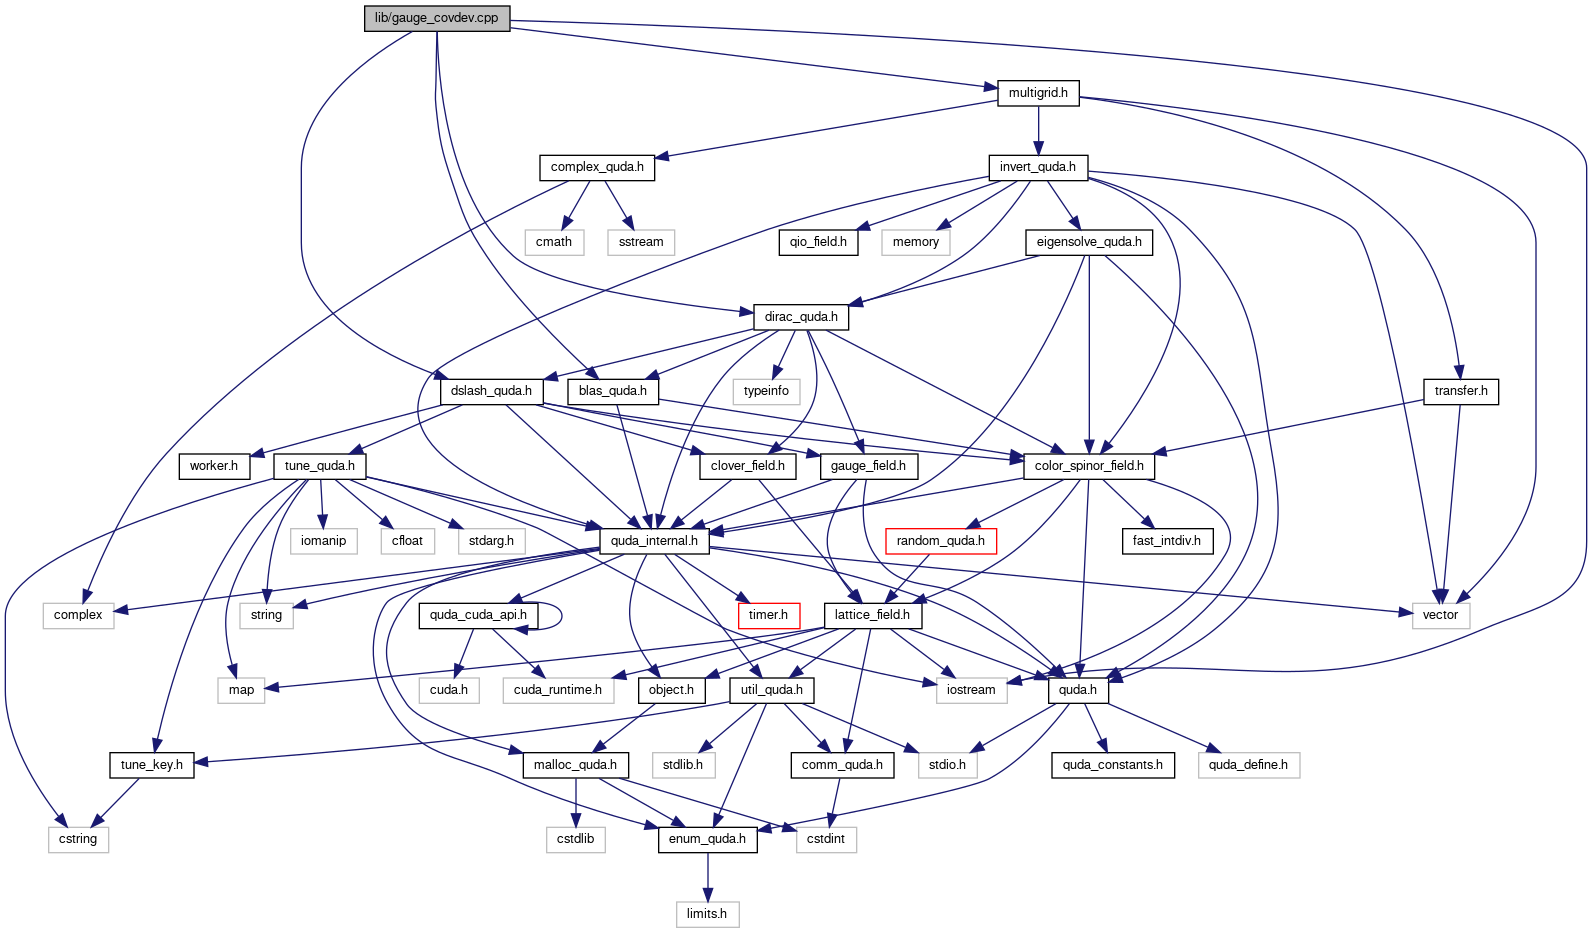 lib/gauge_covdev.cpp
multigrid.h
complex_quda.h
invert_quda.h
cmath
sstream
qio_field.h
memory
eigensolve_quda.h
dirac_quda.h
dslash_quda.h
blas_quda.h
typeinfo
transfer.h
worker.h
tune_quda.h
clover_field.h
gauge_field.h
color_spinor_field.h
iomanip
cfloat
stdarg.h
quda_internal.h
random_quda.h
fast_intdiv.h
complex
string
quda_cuda_api.h
timer.h
lattice_field.h
vector
map
cuda.h
cuda_runtime.h
object.h
util_quda.h
iostream
quda.h
tune_key.h
malloc_quda.h
stdlib.h
comm_quda.h
stdio.h
quda_constants.h
quda_define.h
cstring
cstdlib
enum_quda.h
cstdint
limits.h